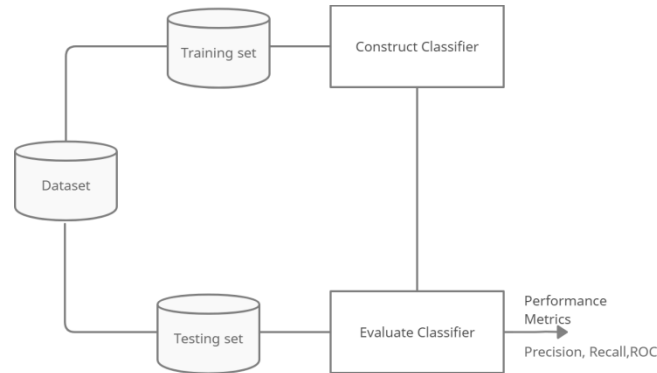 Training set
Construct Classifier
Dataset
Testing set
Evaluate Classifier
Performance
Metrics
Precision, Recall,ROC